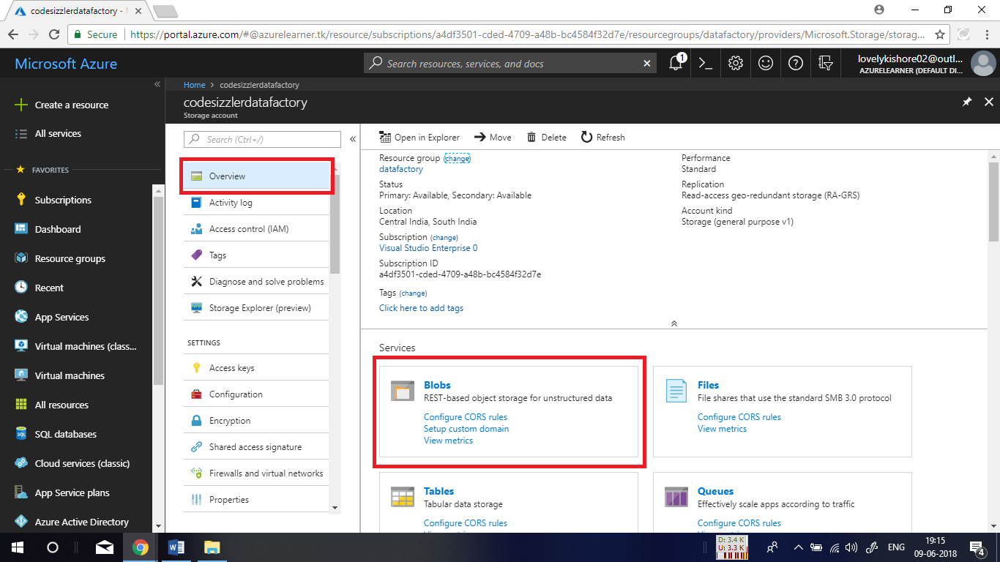 codesizzlerdatafactory -
Secure
https://portal.azure.com/#@azurelearner.tk/resource/subscriptions/a4df3501-cded-4709-a48b-bc4584f32d7e/resourcegroups/datafactory/providers/Microsoft.Storage/storag...
Microsoft Azure
Search resources, services, and docs
1
lovelykishore02@outl...
AZURELEARNER (DEFAULT DI...
Create a resource
All services
FAVORITES
Subscriptions
Dashboard
Resource groups
Recent
App Services
Virtual machines (class...
Virtual machines
All resources
SQL databases
Cloud services (classic)
App Service plans
Azure Active Directory
Home > codesizzlerdatafactory
codesizzlerdatafactory
Storage account
Search (Ctrl+/)
Overview
Activity log
Access control (IAM)
Tags
Diagnose and solve problems
Storage Explorer (preview)
SETTINGS
Access keys
Configuration
Encryption
Shared access signature
Firewalls and virtual networks
Properties
Open in Explorer
Move
Delete
Refresh
Resource group (change)
datafactory
Status
Primary: Available, Secondary: Available
Location
Central India, South India
Subscription (change)
Visual Studio Enterprise 0
Subscription ID
a4df3501-cded-4709-a48b-bc4584f32d7e
Tags (change)
Click here to add tags
Performance
Standard
Replication
Read-access geo-redundant storage (RA-GRS)
Account kind
Storage (general purpose v1)
Services
Blobs
REST-based object storage for unstructured data
Configure CORS rules
Setup custom domain
View metrics
Files
File shares that use the standard SMB 3.0 protocol
Configure CORS rules
View metrics
Tables
Tabular data storage
Configure CORS rules
Queues
Effectively scale apps according to traffic
Configure CORS rules
D: 3.4 K
U: 3.3 K
ENG
19:15
09-06-2018
4